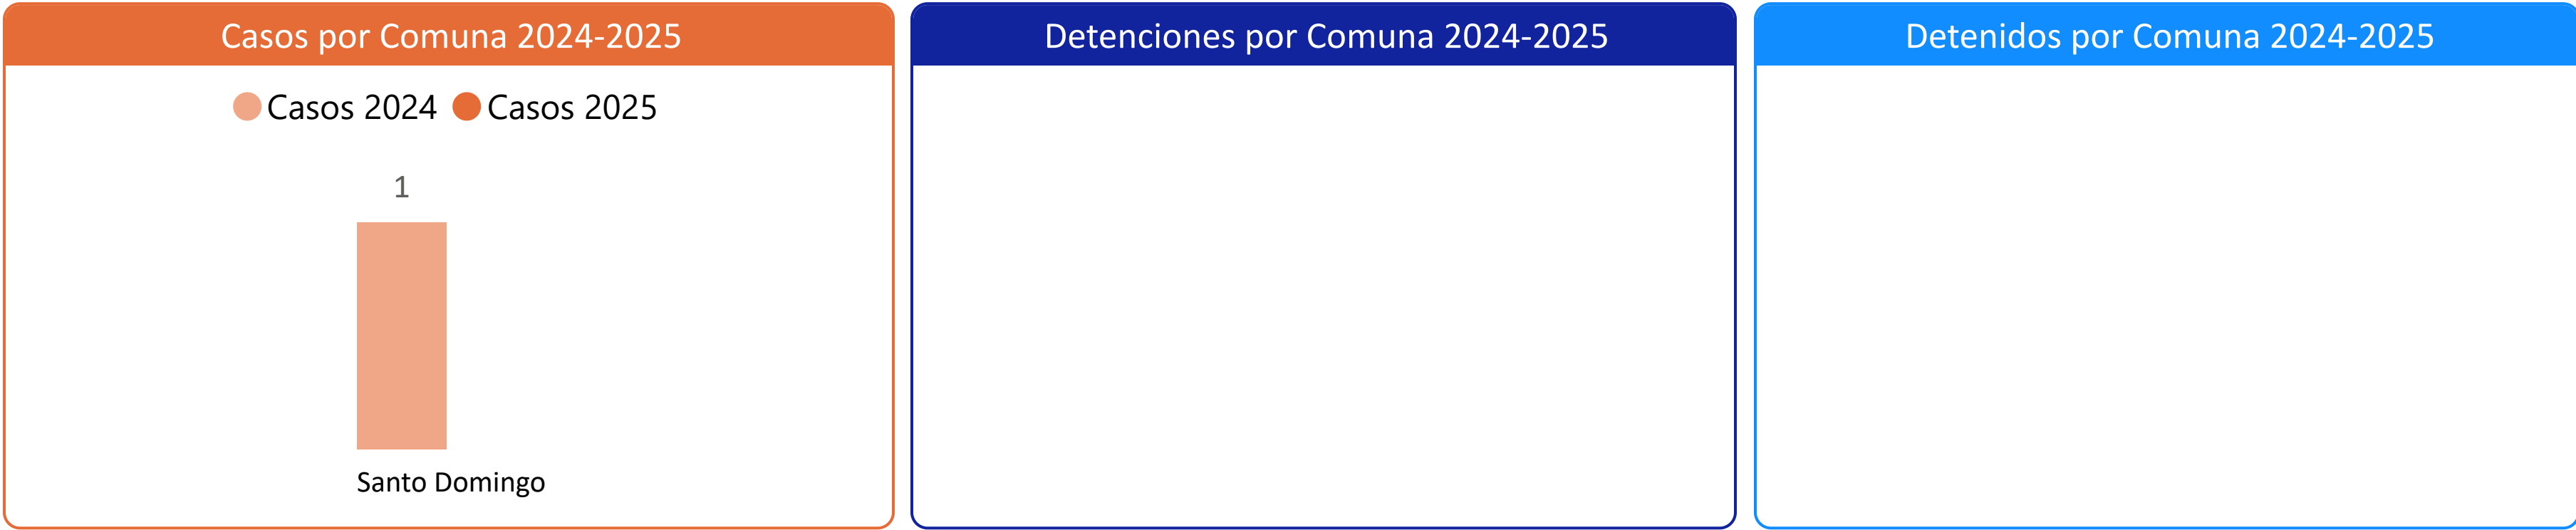 Casos por Comuna 2024-2025
Casos 2024 Casos 2025
1
Santo Domingo
Detenciones por Comuna 2024-2025
Detenidos por Comuna 2024-2025